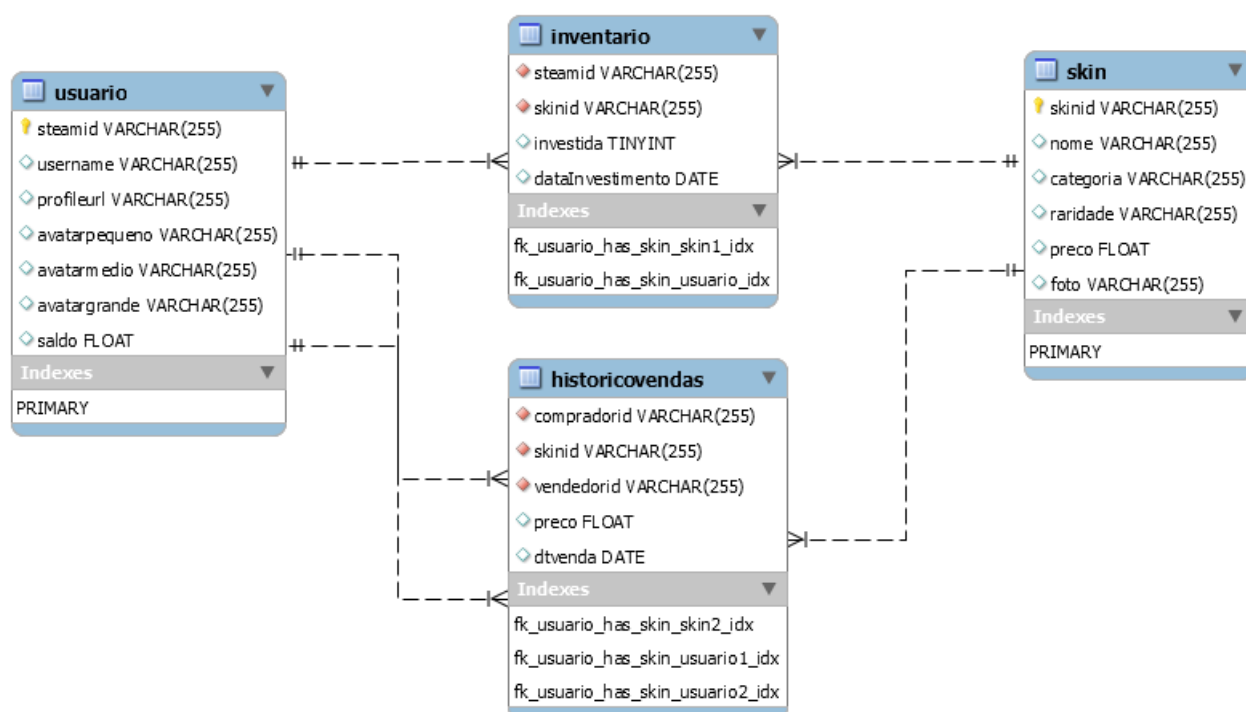 usuario
steamid VARCHAR(255)
username VARCHAR(255)
profileurl VARCHAR(255)
avatarpequeno VARCHAR(255)
avatarmedio VARCHAR(255)
avatargrande VARCHAR(255)
saldo FLOAT
Indexes
PRIMARY
inventario
steamid VARCHAR(255)
skinid VARCHAR(255)
investida TINYINT
dataInvestimento DATE
Indexes
fk_usuario_has_skin_skin1_idx
fk_usuario_has_skin_usuario_idx
historicovendas
compradorid VARCHAR(255)
skinid VARCHAR(255)
vendedorid VARCHAR(255)
preco FLOAT
dtvenda DATE
Indexes
fk_usuario_has_skin_skin2_idx
fk_usuario_has_skin_usuario1_idx
fk_usuario_has_skin_usuario2_idx
skin
skinid VARCHAR(255)
nome VARCHAR(255)
categoria VARCHAR(255)
raridade VARCHAR(255)
preco FLOAT
foto VARCHAR(255)
Indexes
PRIMARY